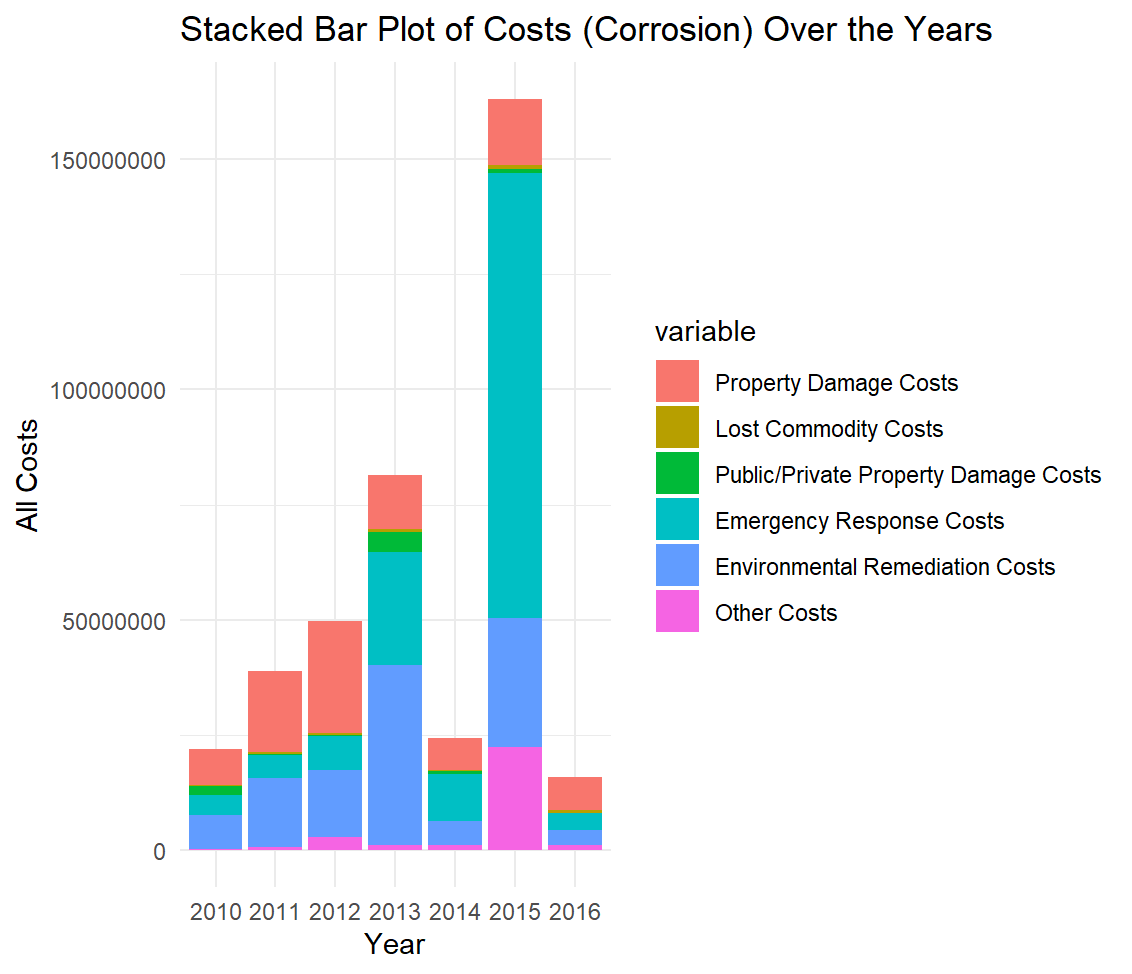 Stacked Bar Plot of Costs (Corrosion) Over the Years
All Costs
150000000
100000000
50000000
0
2010 2011 2012 2013 2014 2015 2016
Year
variable
Property Damage Costs
Lost Commodity Costs
Public/Private Property Damage Costs
Emergency Response Costs
Environmental Remediation Costs
Other Costs